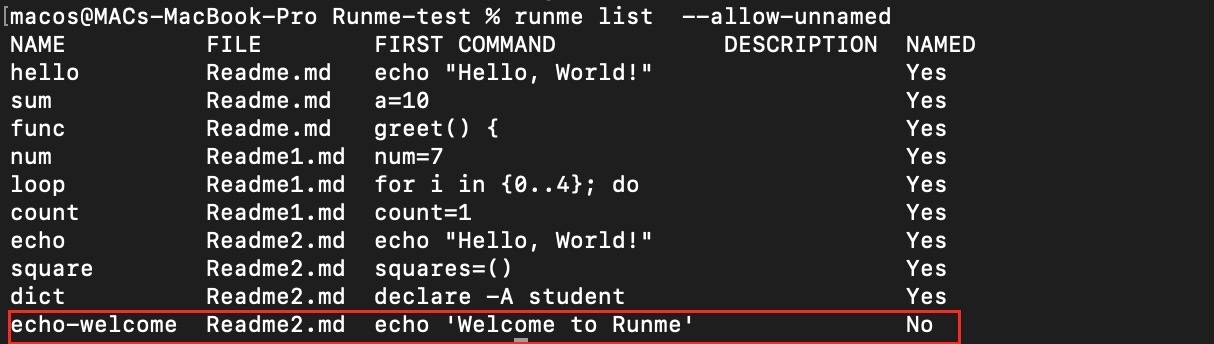 [macos@MACs-MacBook-Pro Runme-test % runme list  --allow-unnamed
NAME          FILE        FIRST COMMAND            DESCRIPTION  NAMED
hello         Readme.md   echo "Hello, World!"                  Yes
sum           Readme.md   a=10                                  Yes
func          Readme.md   greet() {                             Yes
num           Readme1.md  num=7                                 Yes
loop          Readme1.md  for i in {0..4}; do                   Yes
count         Readme1.md  count=1                               Yes
echo          Readme2.md  echo "Hello, World!"                  Yes
square        Readme2.md  squares=()                            Yes
dict          Readme2.md  declare -A student                    Yes
echo-welcome  Readme2.md  echo 'Welcome to Runme'               No